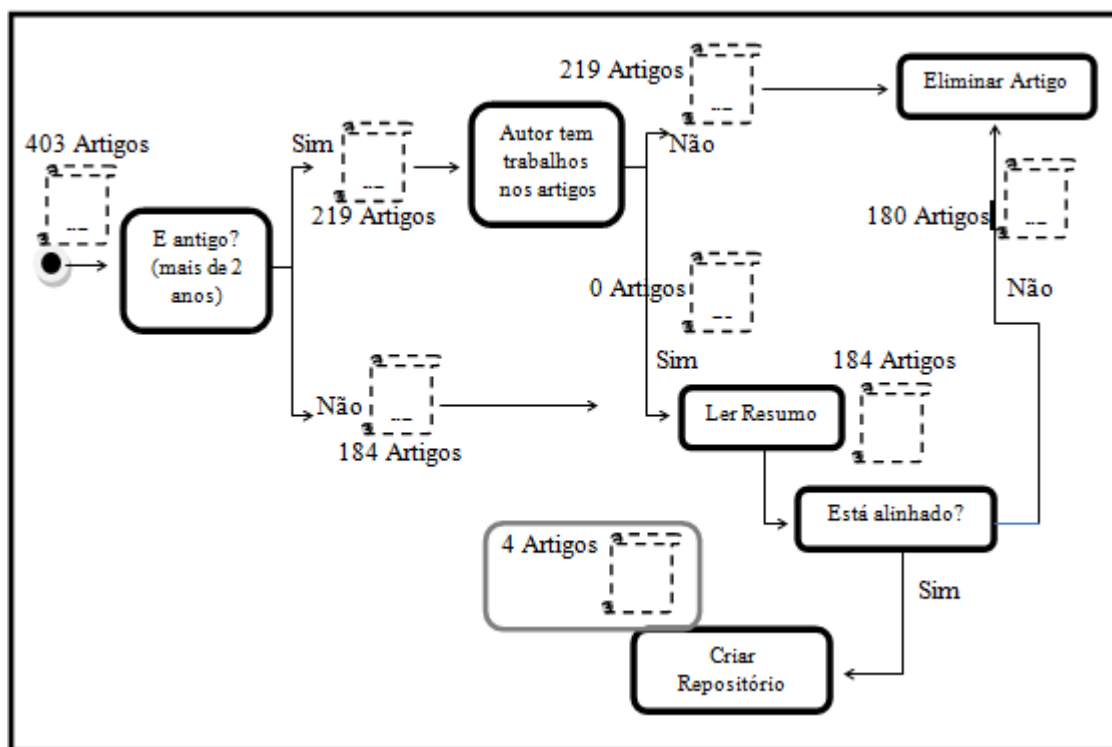 403 Artigos
E antigo?
(mais de 2
anos)
Sim
219 Artigos
Não
184 Artigos
Autor tem
trabalhos
nos artigos
219 Artigos
Não
Eliminar Artigo
0 Artigos
Sim
Ler Resumo
184 Artigos
180 Artigos
Não
Está alinhado?
Sim
4 Artigos
Criar
Repositório